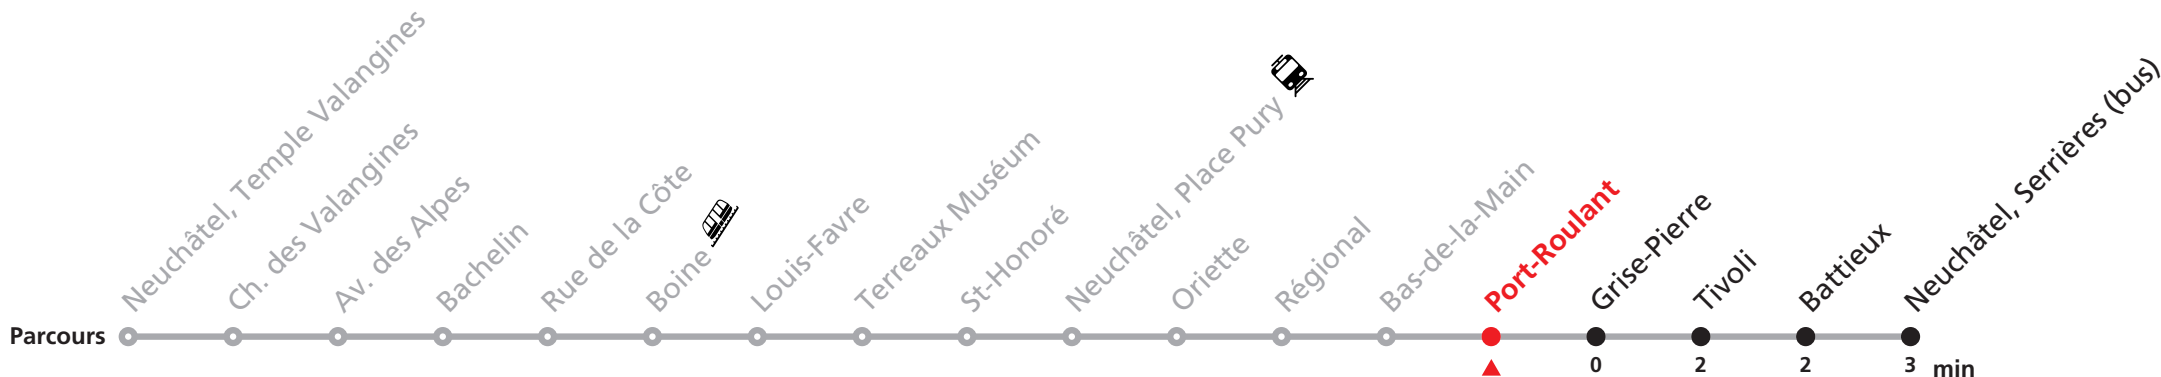 Neuchâtel, Temple Valangines
Ch. des Valangines
Av. des Alpes
Bachelin
Rue de la Côte
Boine
Louis-Favre
Terreaux Muséum
St-Honoré
Neuchâtel, Place Pury
Oriette
Régional
Bas-de-la-Main
Port-Roulant
Grise-Pierre
Tivoli
Battieux
Neuchâtel, Serrières (bus)
Parcours
0 2 2 3 min